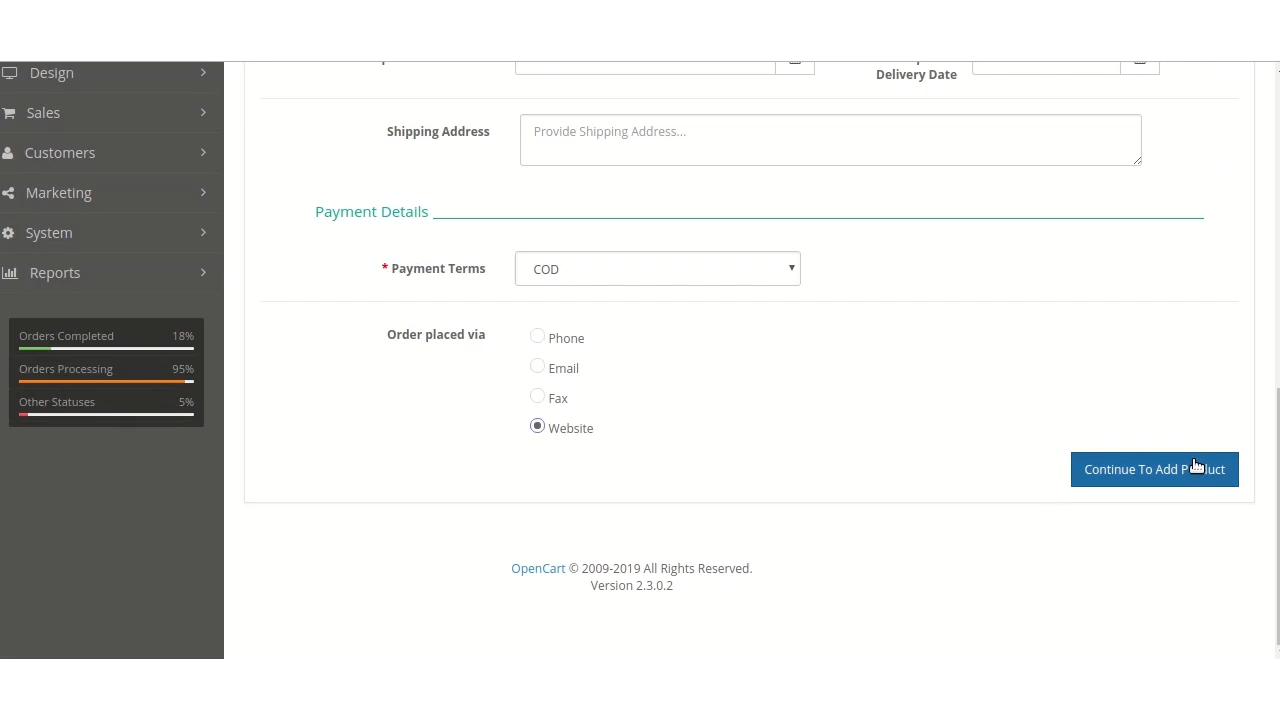 Design
Sales
Customers
Marketing
System
Reports
Orders Completed 18%
Orders Processing 95%
Other Statuses 5%
Delivery Date
Shipping Address
Provide Shipping Address...
Payment Details
* Payment Terms
COD
Order placed via
Phone
Email
Fax
Website
Continue To Add Product
OpenCart © 2009-2019 All Rights Reserved.
Version 2.3.0.2